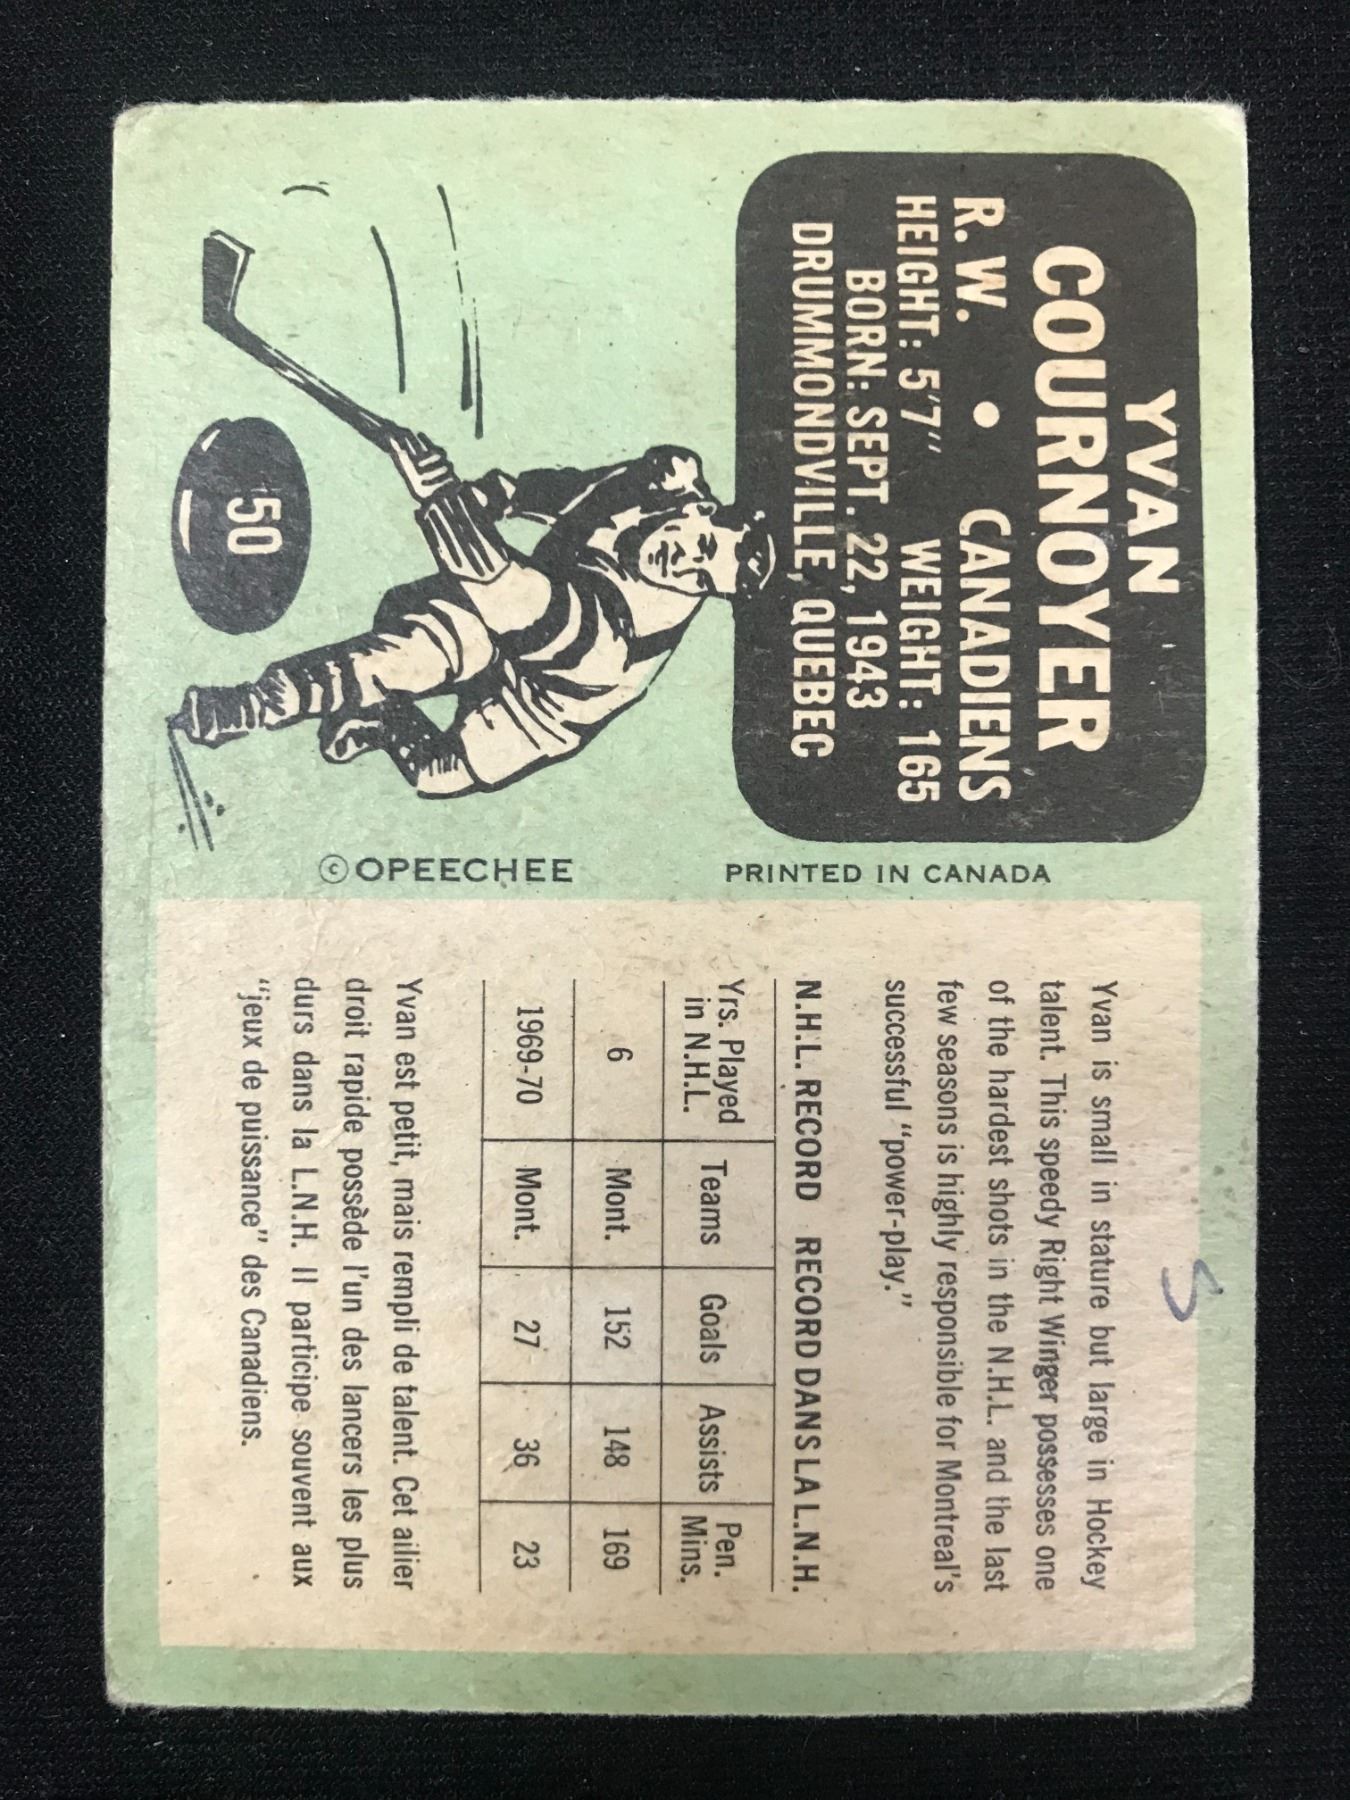 YVAN
COURNOYER
R.W. • CANADIENS
HEIGHT: 5'7" WEIGHT: 165
BORN: SEPT. 22, 1943
DRUMMONDVILLE, QUEBEC
50
© OPEECHEE
PRINTED IN CANADA
S
Yvan is small in stature but large in Hockey
talent. This speedy Right Winger possesses one
of the hardest shots in the N.H.L. and the last
few seasons is highly responsible for Montreal's
successful "power-play."
N.H.L. RECORD RECORD DANS LA L.N.H.
Yrs. Played in N.H.L. Teams Goals Assists Pen. Mins.
6 Mont. 152 148 169
1969-70 Mont. 27 36 23
Yvan est petit, mais rempli de talent. Cet ailier
droit rapide possède l'un des lancers les plus
durs dans la L.N.H. Il participe souvent aux
"jeux de puissance" des Canadiens.